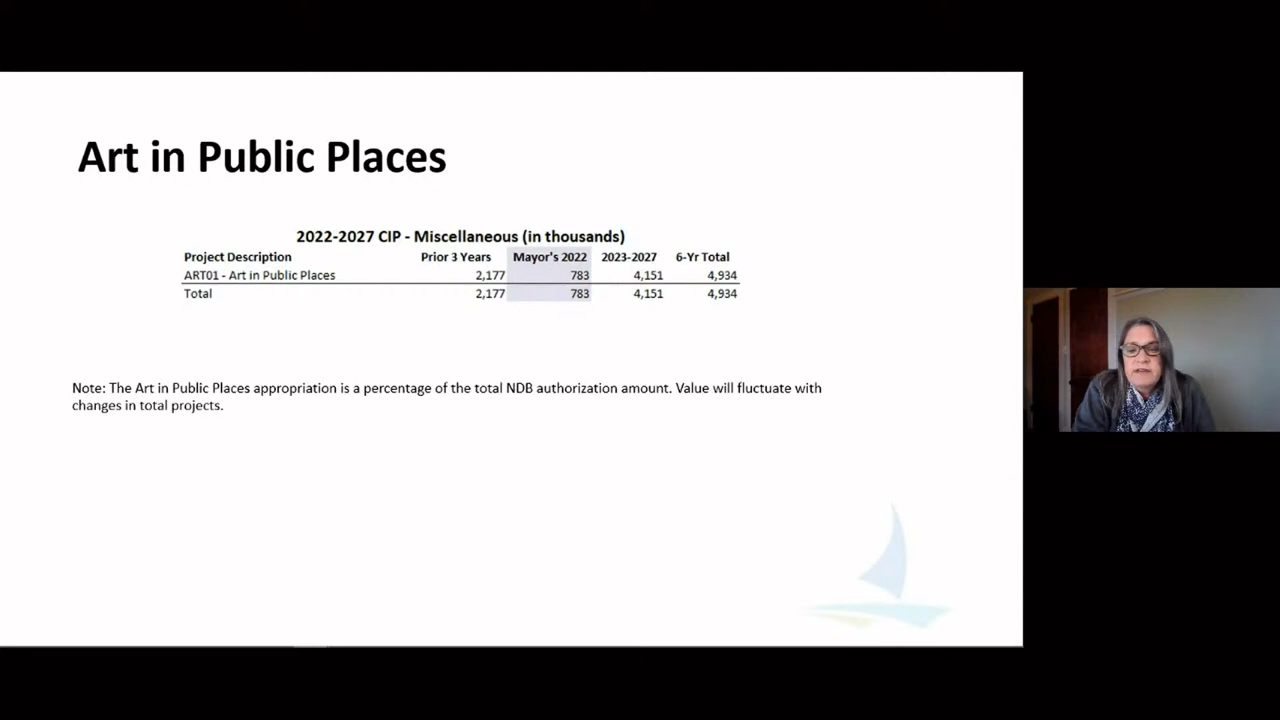 Art in Public Places
2022-2027 CIP - Miscellaneous (in thousands)
Project Description Prior 3 Years Mayor's 2022 2023-2027 6-Yr Total
ART01 - Art in Public Places 2,177 783 4,151 4,934
Total 2,177 783 4,151 4,934
Note: The Art in Public Places appropriation is a percentage of the total NDB authorization amount. Value will fluctuate with
changes in total projects.